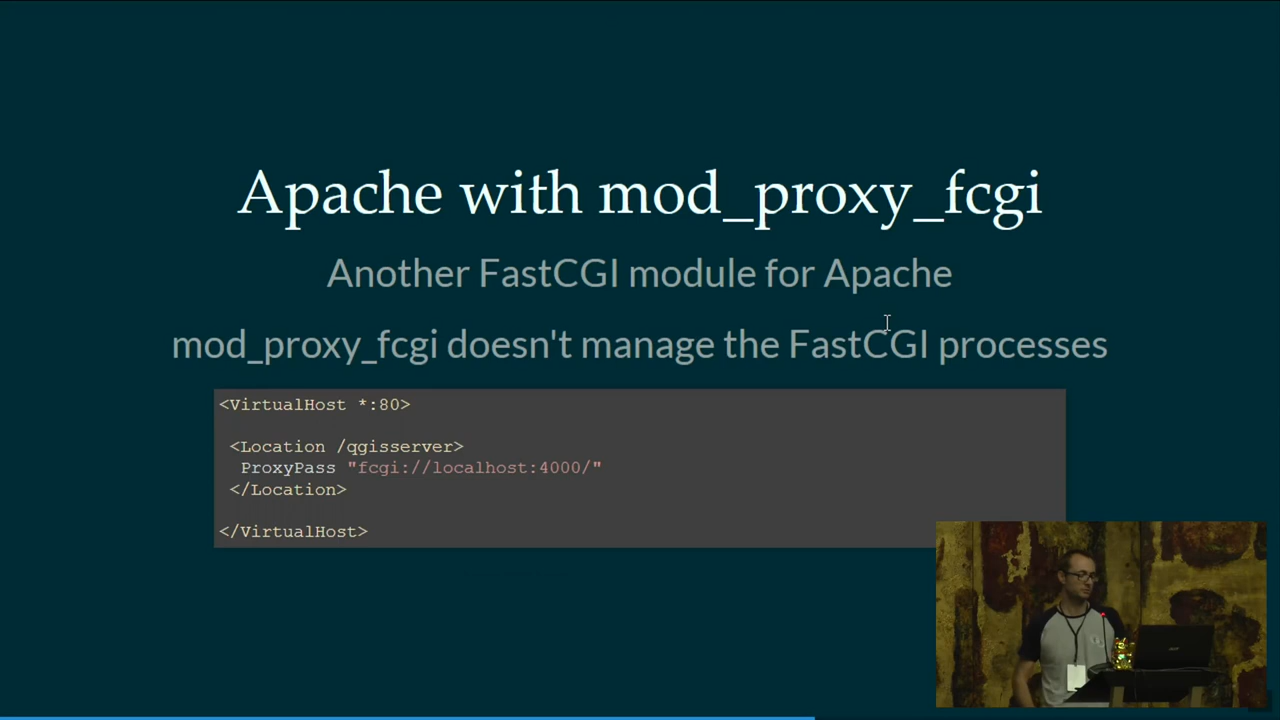 Apache with mod_proxy_fcgi
Another FastCGI module for Apache
mod_proxy_fcgi doesn't manage the FastCGI processes
<VirtualHost *:80>
<Location /qgisserver>
ProxyPass "fcgi://localhost:4000/"
</Location>
</VirtualHost>